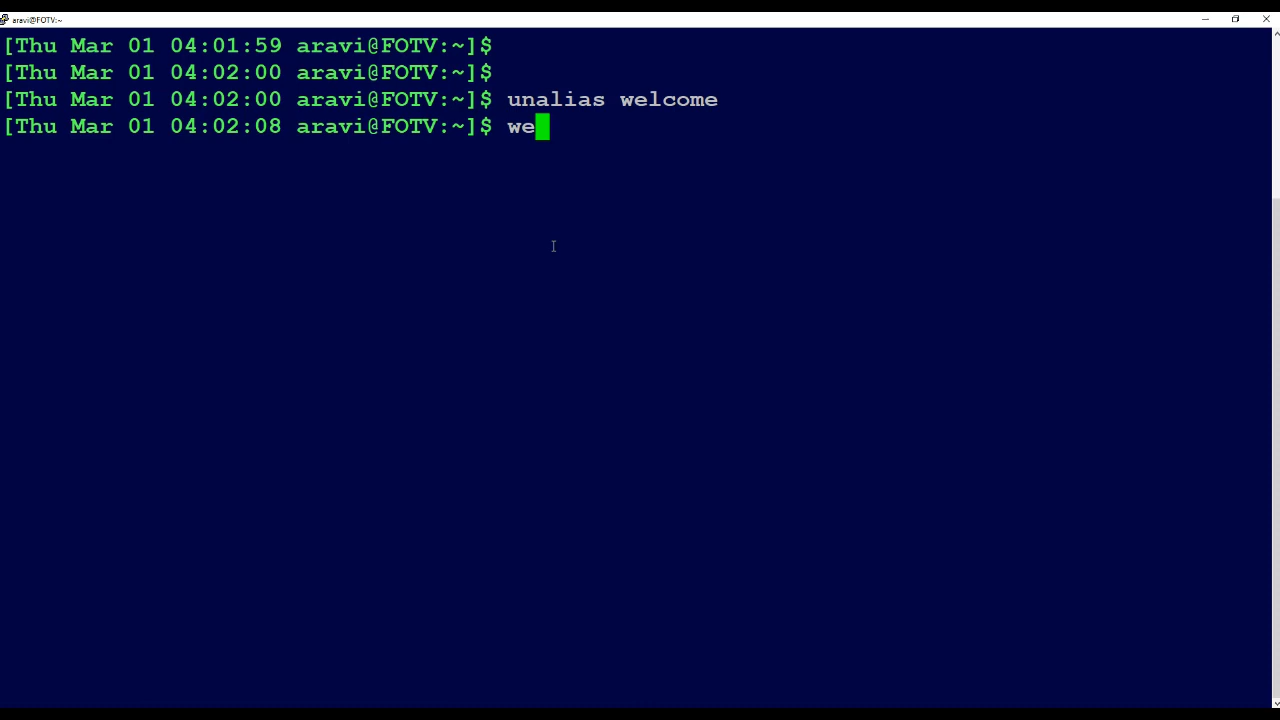 aravi@FOTV:~
[Thu Mar 01 04:01:59 aravi@FOTV:~]$
[Thu Mar 01 04:02:00 aravi@FOTV:~]$
[Thu Mar 01 04:02:00 aravi@FOTV:~]$ unalias welcome
[Thu Mar 01 04:02:08 aravi@FOTV:~]$ we